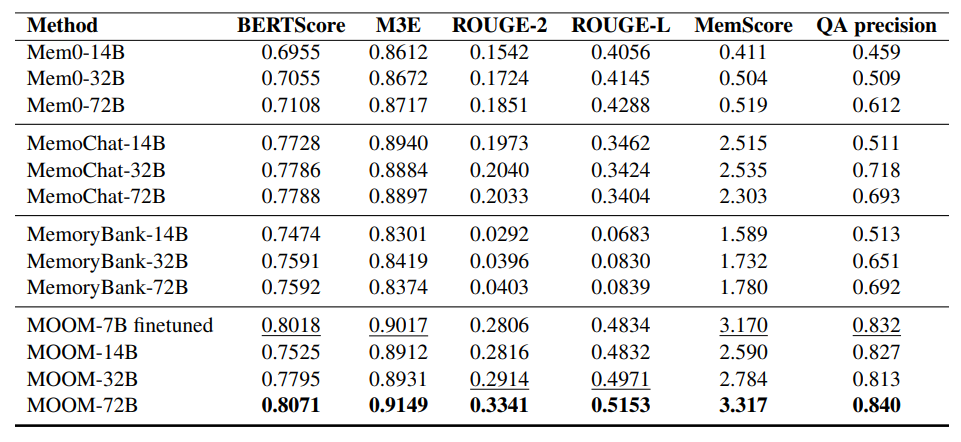 Method BERTScore M3E ROUGE-2 ROUGE-L MemScore QA precision
Mem0-14B 0.6955 0.8612 0.1542 0.4056 0.411 0.459
Mem0-32B 0.7055 0.8672 0.1724 0.4145 0.504 0.509
Mem0-72B 0.7108 0.8717 0.1851 0.4288 0.519 0.612
MemoChat-14B 0.7728 0.8940 0.1973 0.3462 2.515 0.511
MemoChat-32B 0.7786 0.8884 0.2040 0.3424 2.535 0.718
MemoChat-72B 0.7788 0.8897 0.2033 0.3404 2.303 0.693
MemoryBank-14B 0.7474 0.8301 0.0292 0.0683 1.589 0.513
MemoryBank-32B 0.7591 0.8419 0.0396 0.0830 1.732 0.651
MemoryBank-72B 0.7592 0.8374 0.0403 0.0839 1.780 0.692
MOOM-7B finetuned 0.8018 0.9017 0.2806 0.4834 3.170 0.832
MOOM-14B 0.7525 0.8912 0.2816 0.4832 2.590 0.827
MOOM-32B 0.7795 0.8931 0.2914 0.4971 2.784 0.813
MOOM-72B 0.8071 0.9149 0.3341 0.5153 3.317 0.840